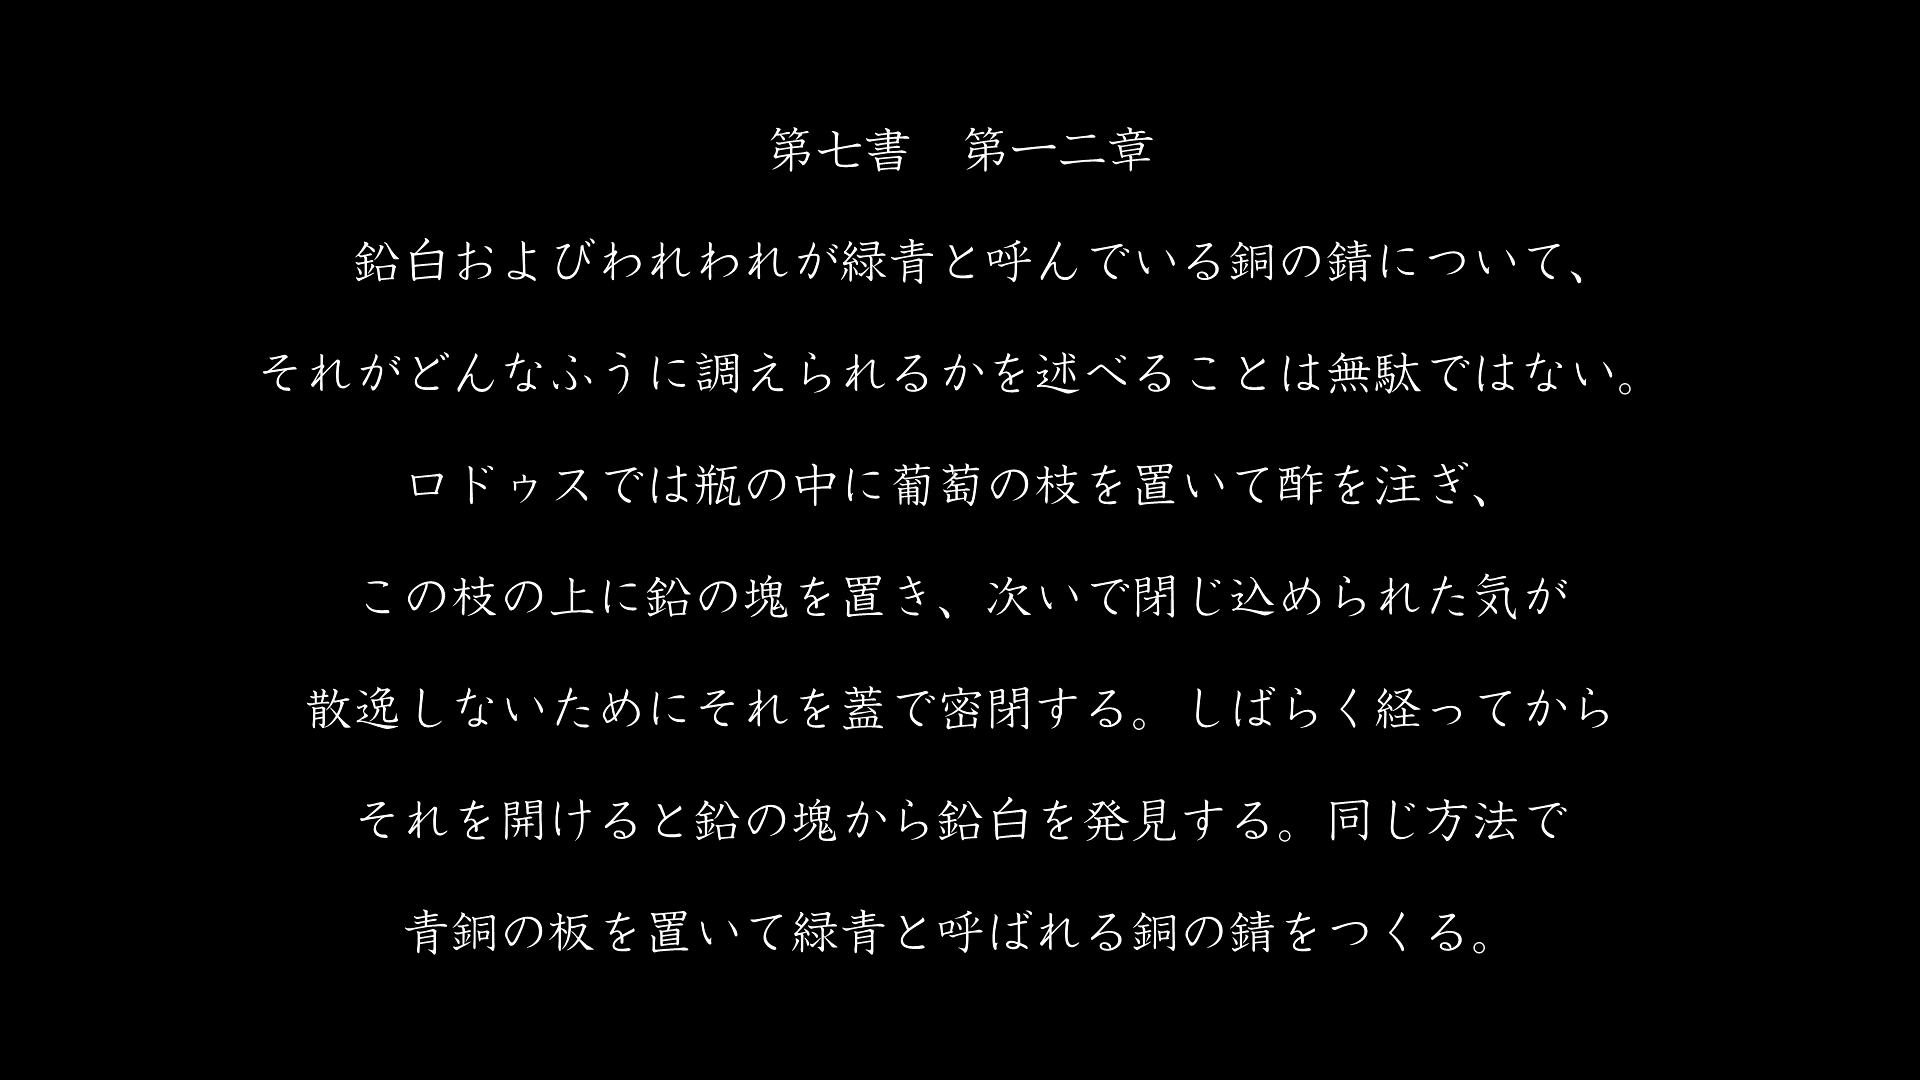 第七書　第一二章
鉛白およびわれわれが緑青と呼んでいる銅の錆について、
それがどんなふうに調えられるかを述べることは無駄ではない。
ロドゥスでは瓶の中に葡萄の枝を置いて酢を注ぎ、
この枝の上に鉛の塊を置き、次いで閉じ込められた気が
散逸しないためにそれを蓋で密閉する。しばらく経ってから
それを開けると鉛の塊から鉛白を発見する。同じ方法で
青銅の板を置いて緑青と呼ばれる銅の錆をつくる。